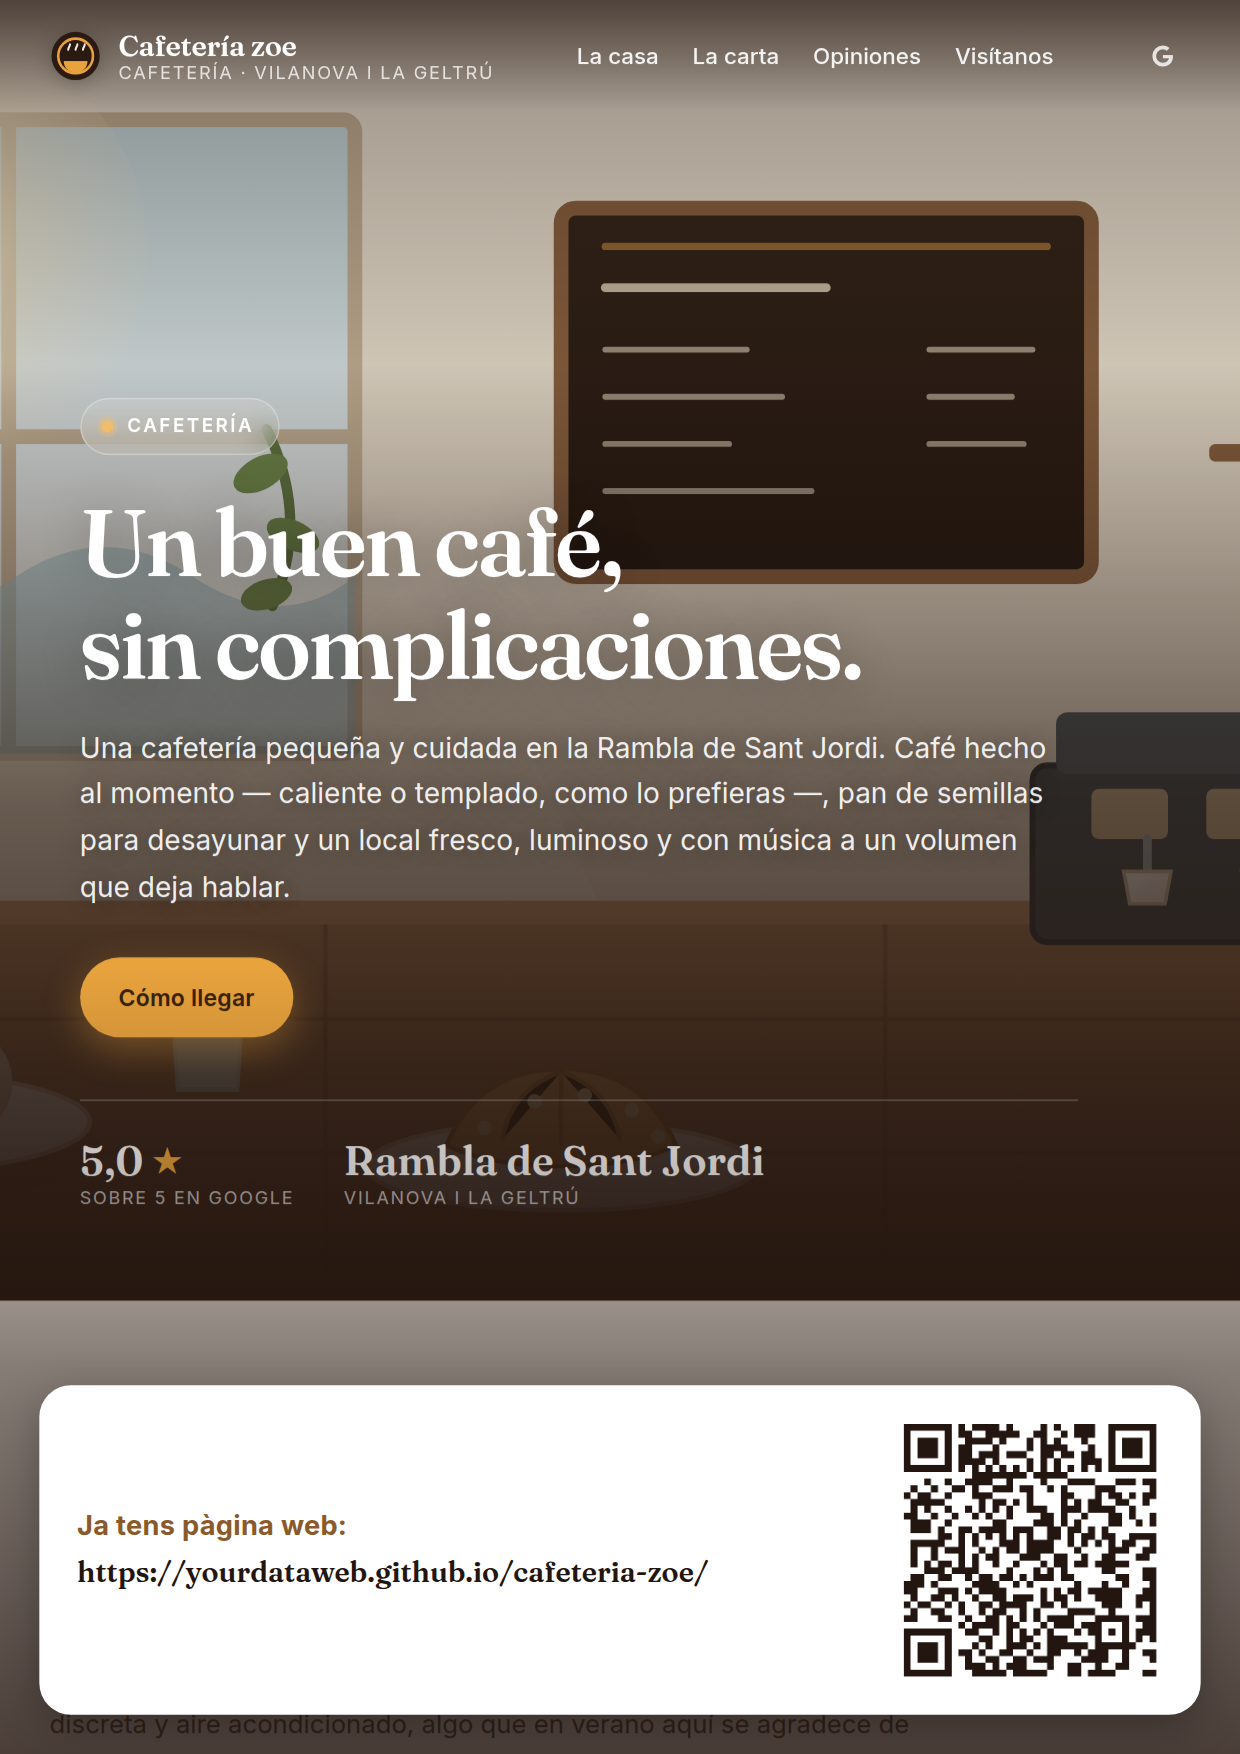 Cafetería zoe
CAFETERÍA · VILANOVA I LA GELTRÚ
La casa
La carta
Opiniones
Visítanos
G
CAFETERÍA
Un buen café,
sin complicaciones.
Una cafetería pequeña y cuidada en la Rambla de Sant Jordi. Café hecho
al momento — caliente o templado, como lo prefieras —, pan de semillas
para desayunar y un local fresco, luminoso y con música a un volumen
que deja hablar.
Cómo llegar
5,0 ★
SOBRE 5 EN GOOGLE
Rambla de Sant Jordi
VILANOVA I LA GELTRÚ
Ja tens pàgina web:
https://yourdataweb.github.io/cafeteria-zoe/
discreta y aire acondicionado, algo que en verano aquí se agradece de